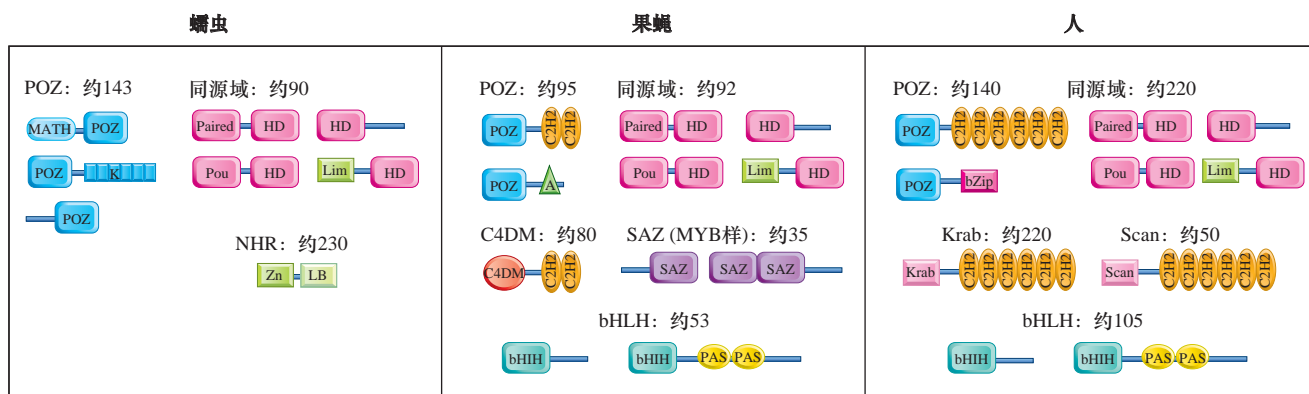 蠕虫
POZ：约143
同源域：约90
MATH POZ
Paired HD HD
POZ K
Pou HD Lim HD
POZ
NHR：约230
Zn LB
果蝇
POZ：约95
同源域：约92
POZ C2H2 C2H2
Paired HD HD
POZ A
Pou HD Lim HD
C4DM：约80
SAZ (MYB样)：约35
C4DM C2H2 C2H2
SAZ SAZ SAZ
bHLH：约53
bHIH bHIH PAS PAS
人
POZ：约140
同源域：约220
POZ C2H2 C2H2 C2H2 C2H2 C2H2 C2H2
Paired HD HD
POZ bZip
Pou HD Lim HD
Krab：约220
Scan：约50
Krab C2H2 C2H2 C2H2 C2H2 C2H2 C2H2
Scan C2H2 C2H2 C2H2 C2H2 C2H2 C2H2
bHLH：约105
bHIH bHIH PAS PAS